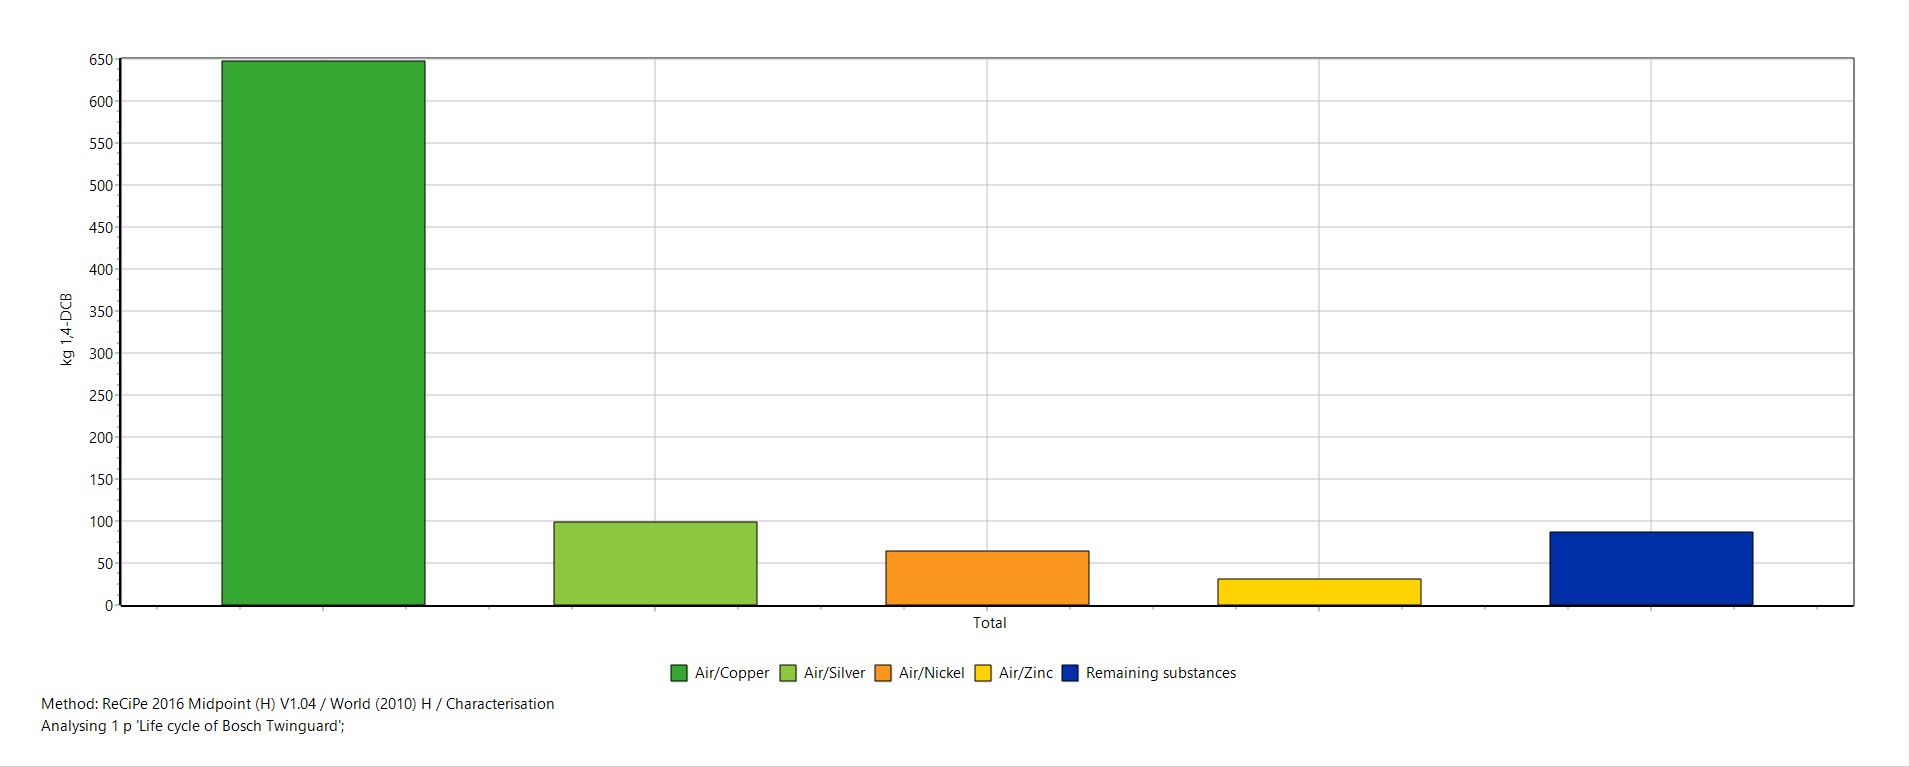 650
600
550
500
450
400
350
300
250
200
150
100
50
0
kg 1,4-DCB
Total
Air/Copper Air/Silver Air/Nickel Air/Zinc Remaining substances
Method: ReCiPe 2016 Midpoint (H) V1.04 / World (2010) H / Characterisation
Analysing 1 p 'Life cycle of Bosch Twinguard';